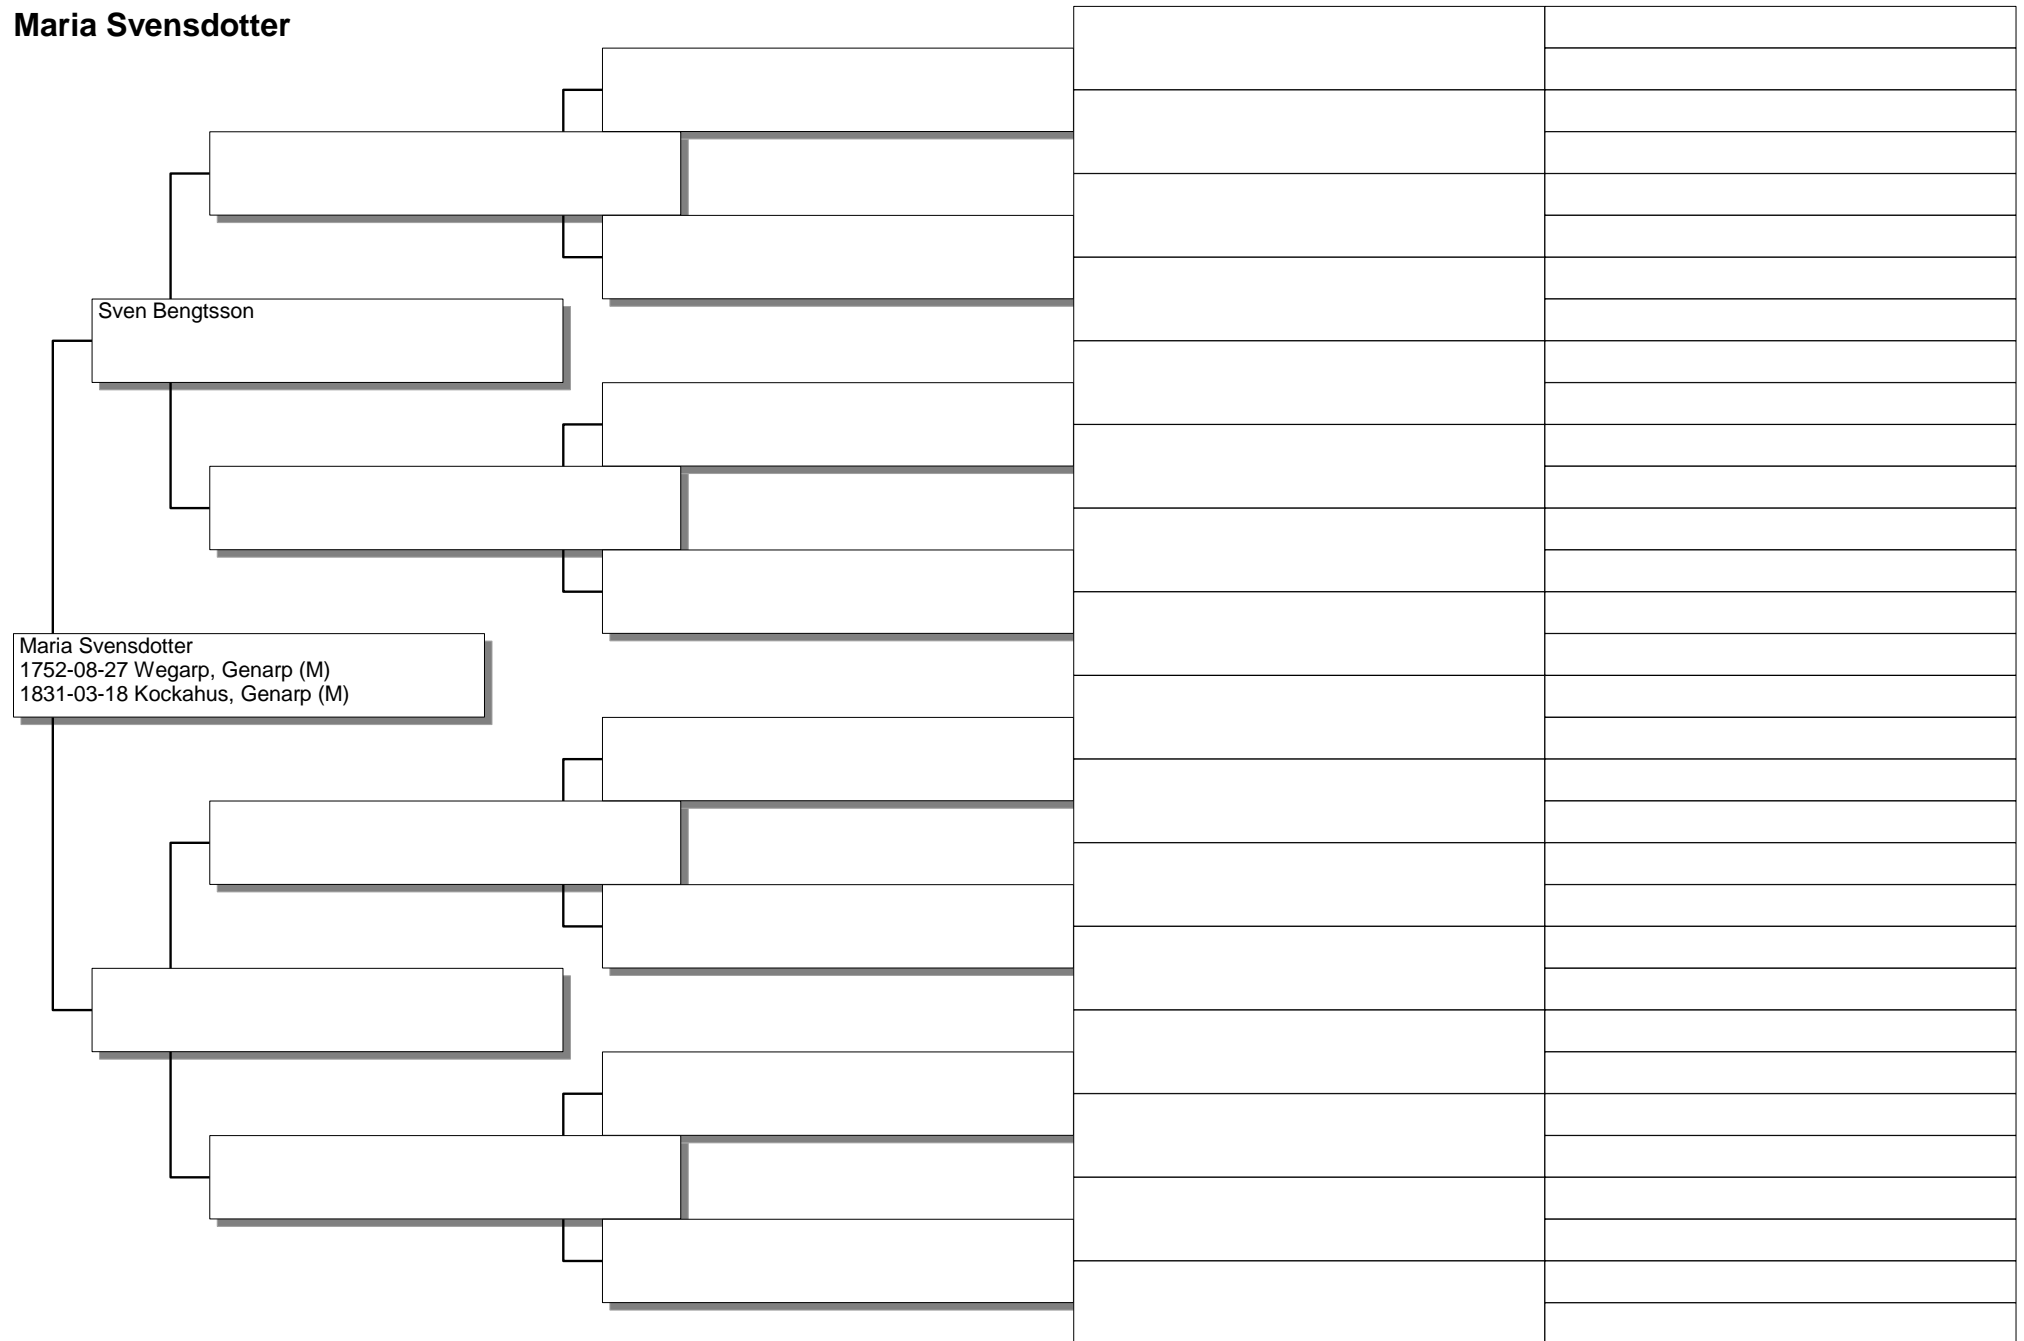 Maria Svensdotter
Sven Bengtsson
Maria Svensdotter
1752-08-27 Wegarp, Genarp (M)
1831-03-18 Kockahus, Genarp (M)